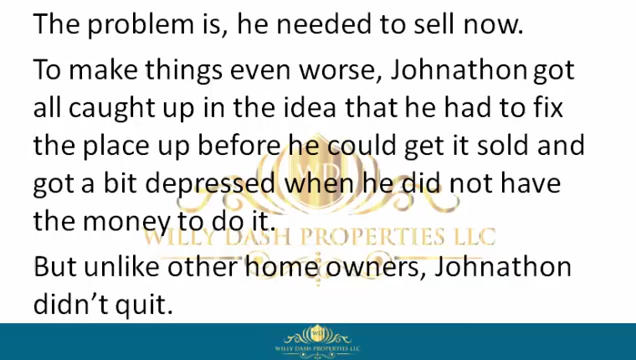 The problem is, he needed to sell now.
To make things even worse, Johnathon got
all caught up in the idea that he had to fix
the place up before he could get it sold and
got a bit depressed when he did not have
the money to do it.
WILLY DASH PROPERTIES LLC
But unlike other home owners, Johnathon
didn’t quit.
WILLY DASH PROPERTIES LLC